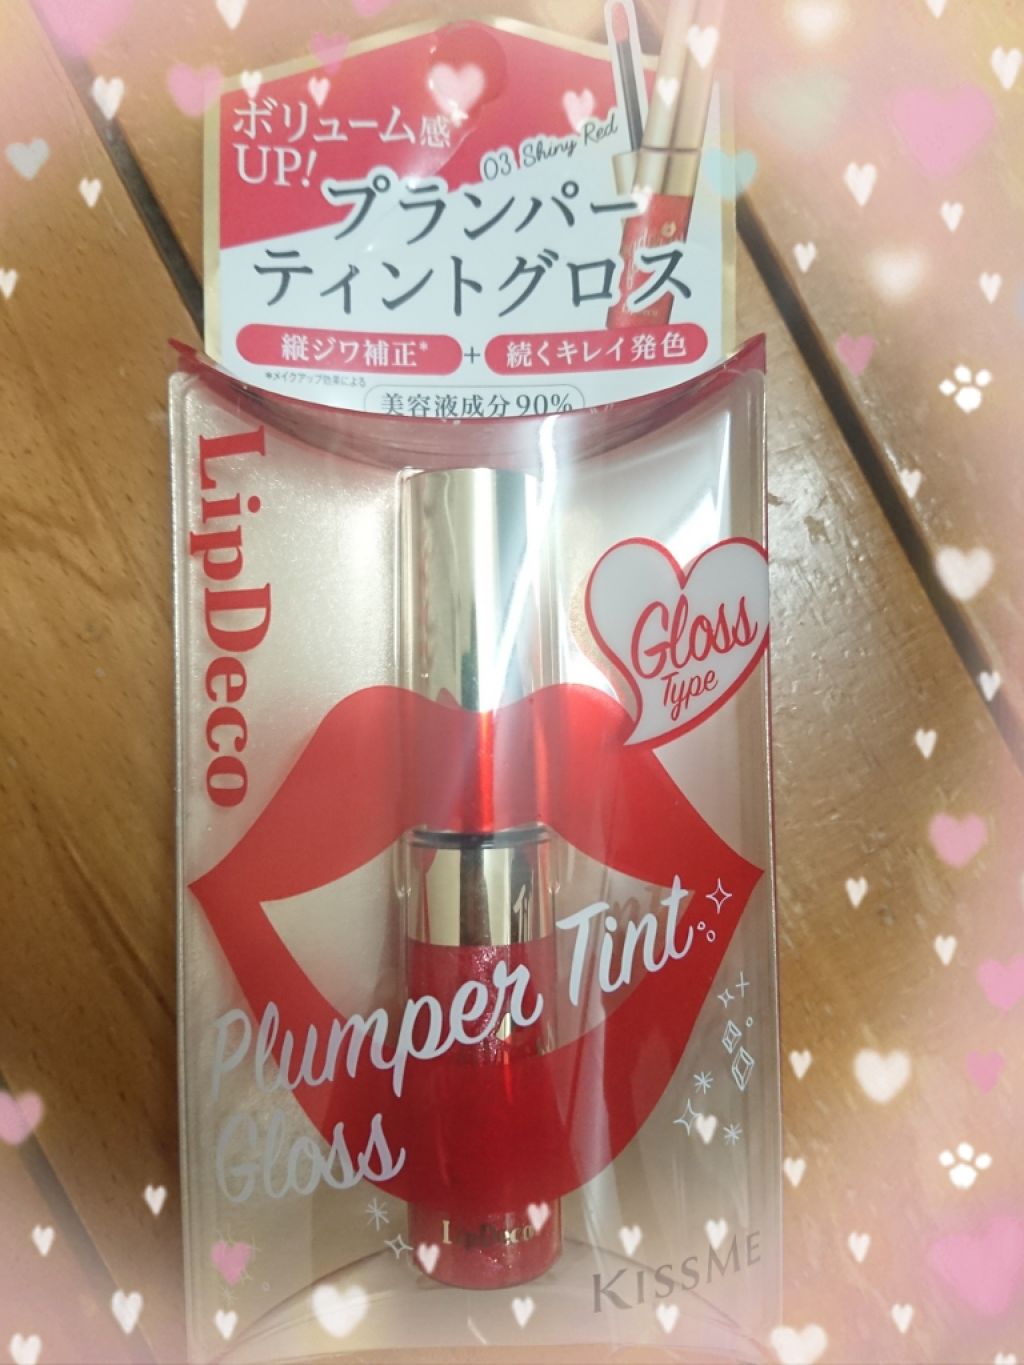 ボリューム感
UP!
03 Shiny Red
プランパー
ティントグロス
縦ジワ補正*
+
続くキレイ発色
*メイクアップ効果による
美容液成分90%
LipDeco
Gloss
Type
Plumper Tint
Gloss
LipDeco
KISSME